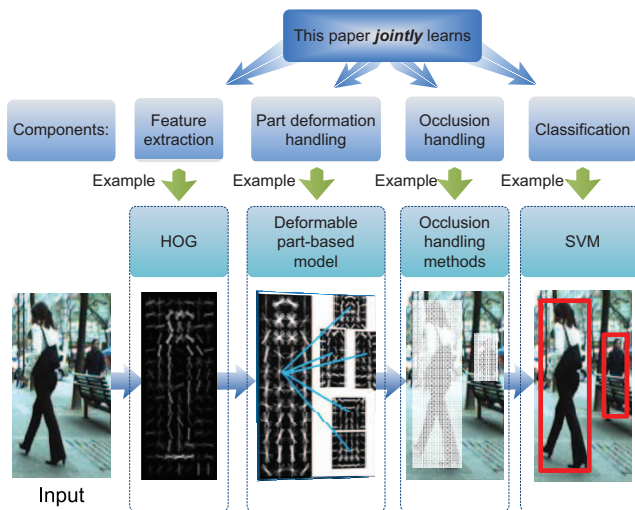 This paper jointly learns
Components:
Feature
extraction
Part deformation
handling
Occlusion
handling
Classification
Example
Example
Example
Example
HOG
Deformable
part-based
model
Occlusion
handling
methods
SVM
Input